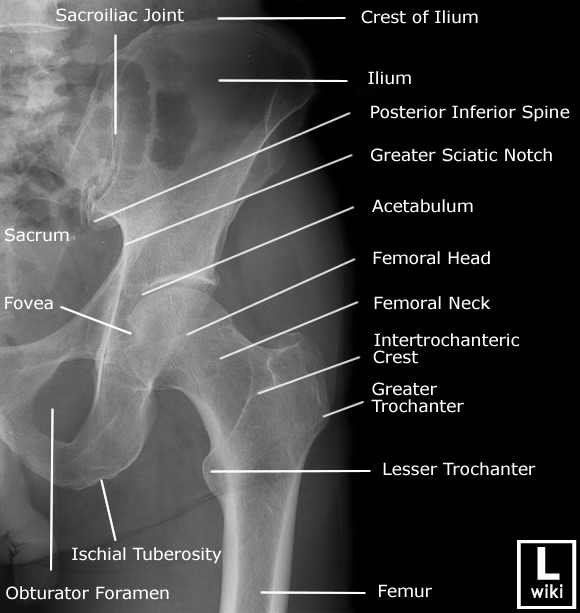 Sacroiliac Joint
Crest of Ilium
Ilium
Posterior Inferior Spine
Greater Sciatic Notch
Acetabulum
Sacrum
Femoral Head
Fovea
Femoral Neck
Intertrochanteric
Crest
Greater
Trochanter
Lesser Trochanter
Ischial Tuberosity
Obturator Foramen
Femur
L
wiki